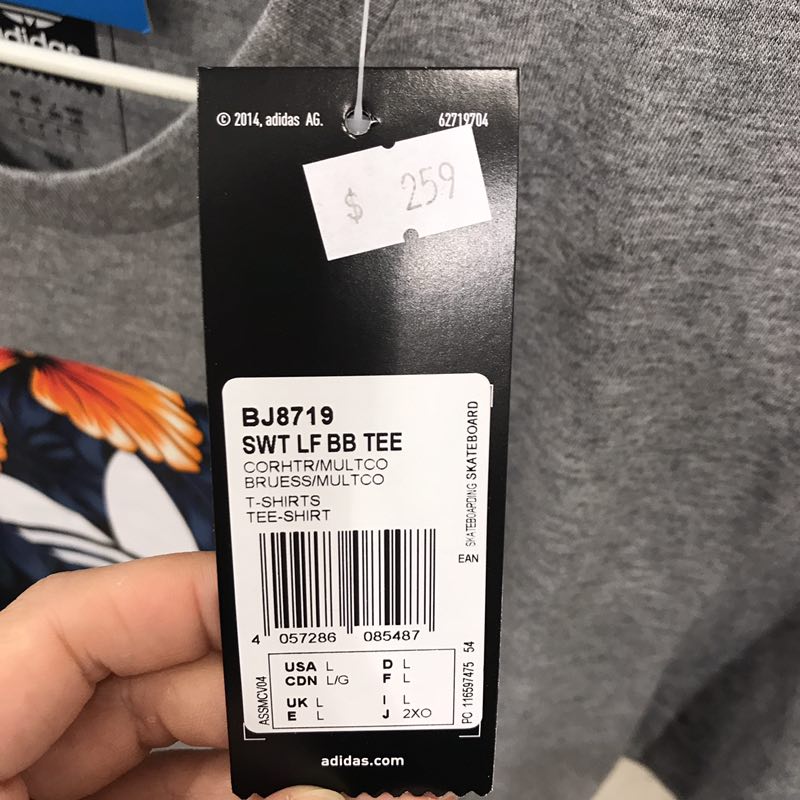 adidas
© 2014, adidas AG.
62719704
$ 259
BJ8719
SWT LF BB TEE
CORHTR/MULTCO
BRUESS/MULTCO
T-SHIRTS
TEE-SHIRT
SKATEBOARDING SKATEBOARD
EAN
4 057286 085487
USA L D L
CDN L/G F L
UK L I L
E L J 2XO
ASSMCV04
PC 116597475 54
adidas.com